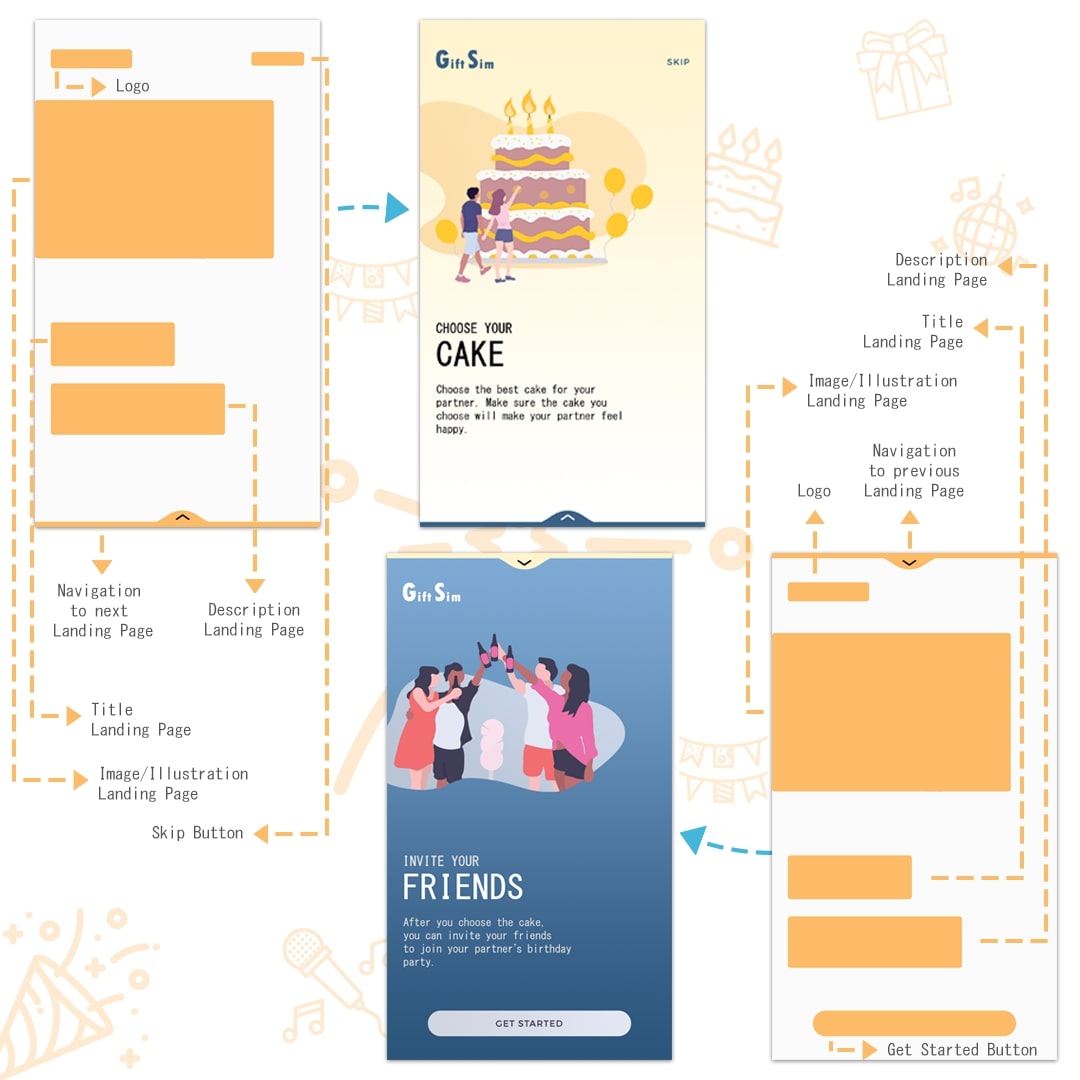 Logo
Gift Sim
SKIP
CHOOSE YOUR
CAKE
Choose the best cake for your
partner. Make sure the cake you
choose will make your partner feel
happy.
Description
Landing Page
Title
Landing Page
Image/Illustration
Landing Page
Navigation
to previous
Landing Page
Logo
Navigation
to next
Landing Page
Description
Landing Page
Title
Landing Page
Image/Illustration
Landing Page
Skip Button
Gift Sim
INVITE YOUR
FRIENDS
After you choose the cake,
you can invite your friends
to join your partner's birthday
party.
GET STARTED
Get Started Button